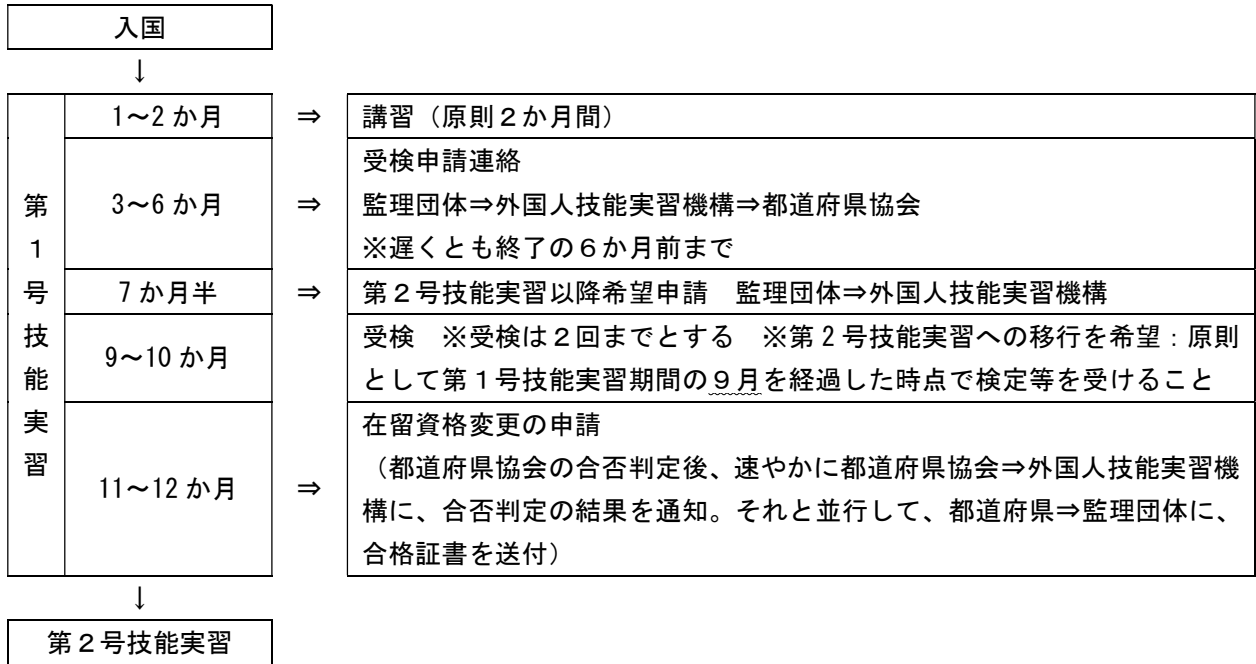 入国
↓
第1号技能実習
1～2か月 ⇒ 講習（原則２か月間）
3～6か月 ⇒ 受検申請連絡
監理団体⇒外国人技能実習機構⇒都道府県協会
※遅くとも終了の６か月前まで
7か月半 ⇒ 第２号技能実習以降希望申請　監理団体⇒外国人技能実習機構
9～10か月 ⇒ 受検　※受検は２回までとする　※第2号技能実習への移行を希望：原則
として第１号技能実習期間の９月を経過した時点で検定等を受けること
11～12か月 ⇒ 在留資格変更の申請
（都道府県協会の合否判定後、速やかに都道府県協会⇒外国人技能実習機
構に、合否判定の結果を通知。それと並行して、都道府県⇒監理団体に、
合格証書を送付）
↓
第２号技能実習